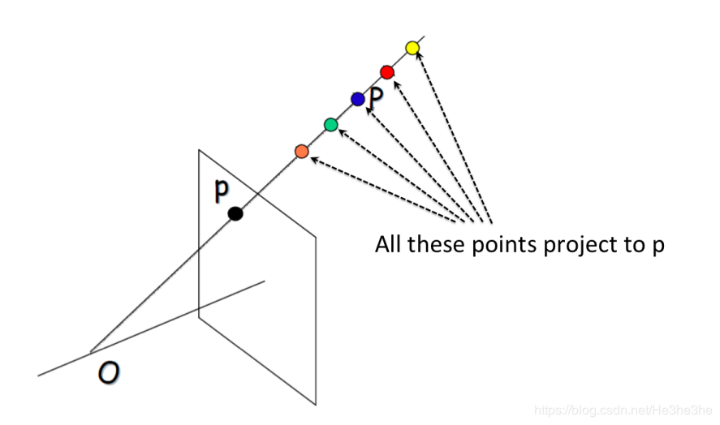 P
p
All these points project to p
O
https://blog.csdn.net/He3he3he